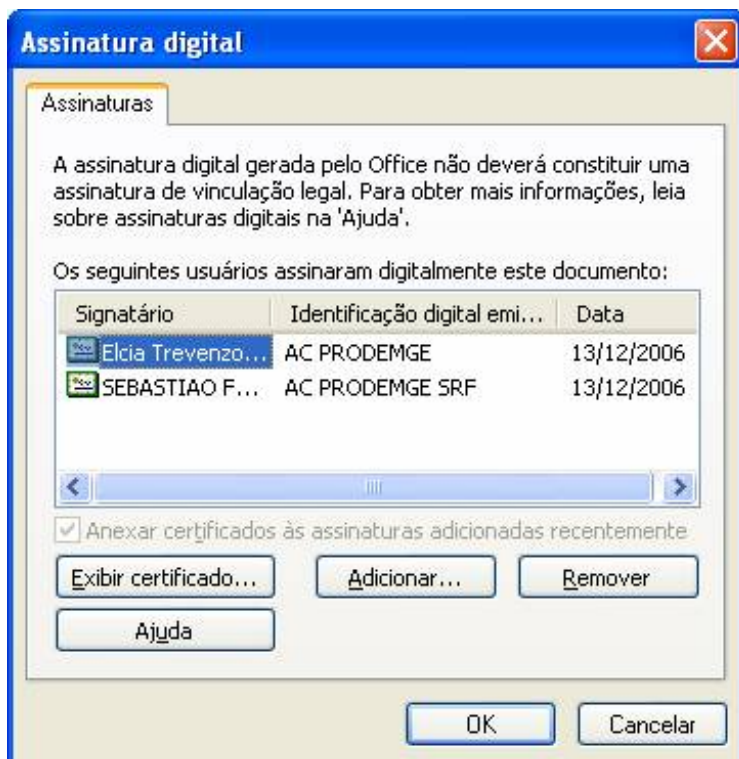 Assinatura digital
Assinaturas
A assinatura digital gerada pelo Office não deverá constituir uma
assinatura de vinculação legal. Para obter mais informações, leia
sobre assinaturas digitais na 'Ajuda'.
Os seguintes usuários assinaram digitalmente este documento:
Signatário Identificação digital emi... Data
Elcia Trevenzo... AC PRODEMGE 13/12/2006
SEBASTIAO F... AC PRODEMGE SRF 13/12/2006
Anexar certificados às assinaturas adicionadas recentemente
Exibir certificado... Adicionar... Remover
Ajuda
OK Cancelar